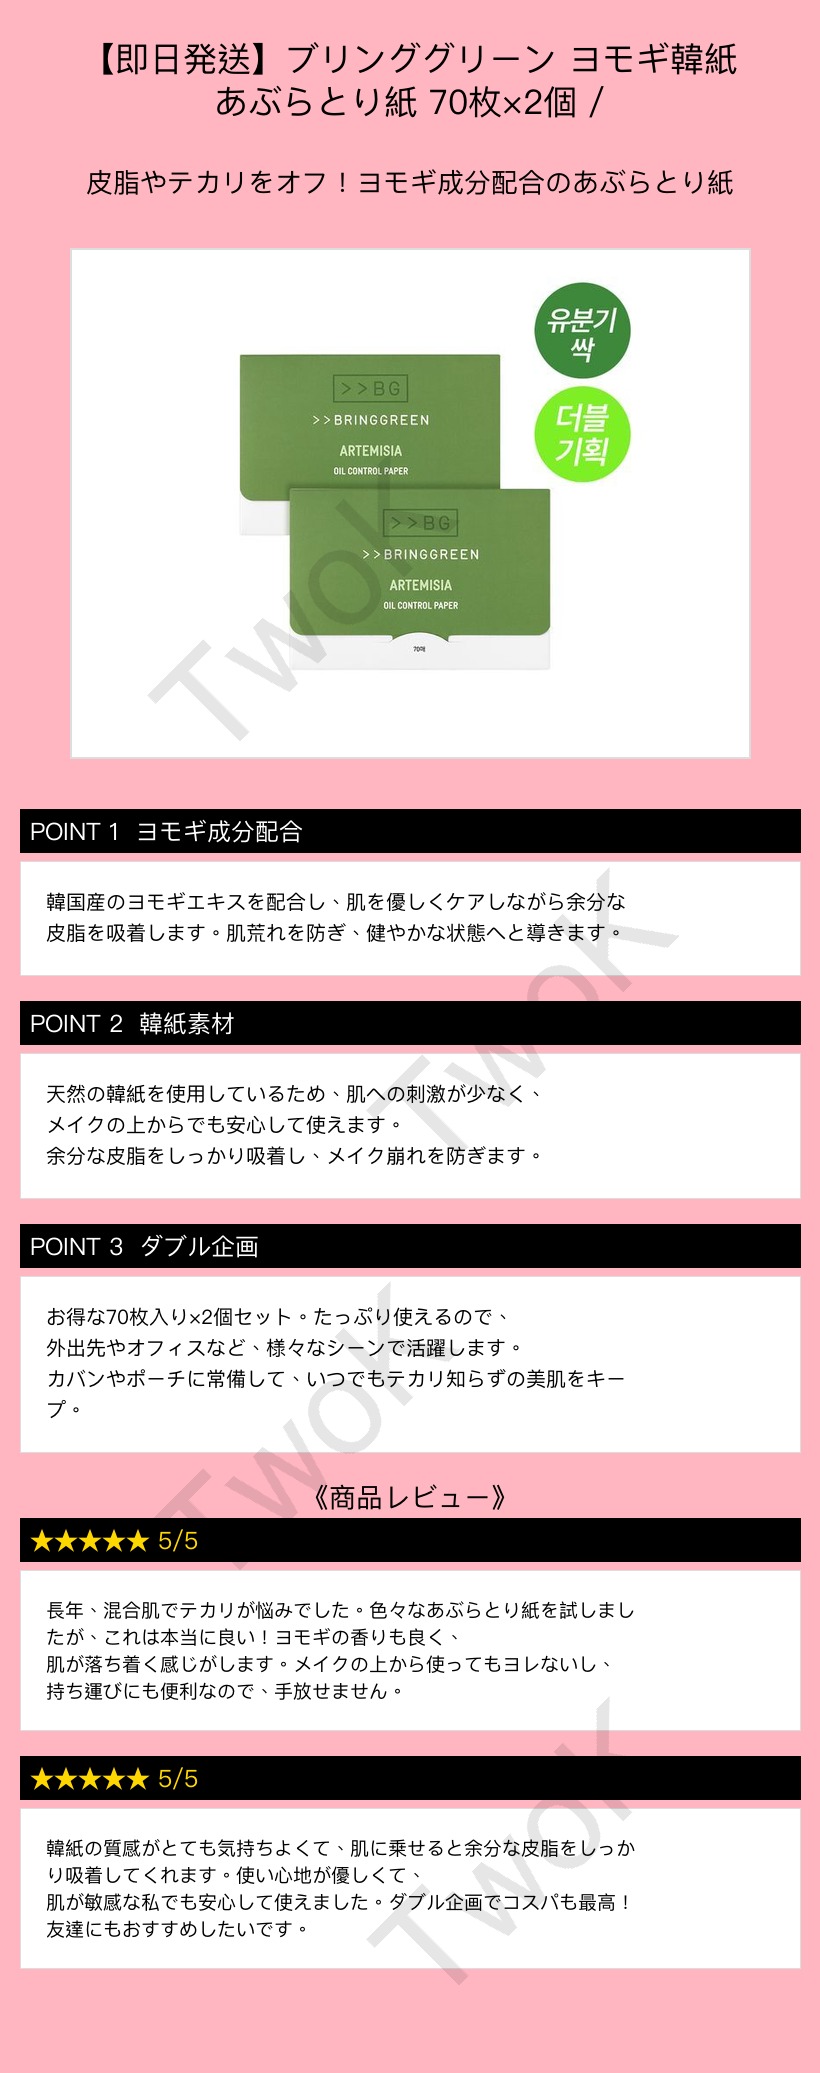 【即日発送】ブリンググリーン ヨモギ韓紙
あぶらとり紙 70枚×2個 /
皮脂やテカリをオフ！ヨモギ成分配合のあぶらとり紙
유분기
싹
더블
기획
>>BG
>>BRINGGREEN
ARTEMISIA
OIL CONTROL PAPER
>>BG
>>BRINGGREEN
ARTEMISIA
OIL CONTROL PAPER
70매
TwoK
POINT 1 ヨモギ成分配合
韓国産のヨモギエキスを配合し、肌を優しくケアしながら余分な
皮脂を吸着します。肌荒れを防ぎ、健やかな状態へと導きます。
TwoK
POINT 2 韓紙素材
天然の韓紙を使用しているため、肌への刺激が少なく、
メイクの上からでも安心して使えます。
余分な皮脂をしっかり吸着し、メイク崩れを防ぎます。
POINT 3 ダブル企画
お得な70枚入り×2個セット。たっぷり使えるので、
外出先やオフィスなど、様々なシーンで活躍します。
カバンやポーチに常備して、いつでもテカリ知らずの美肌をキー
プ。
TwoK
《商品レビュー》
★★★★★ 5/5
長年、混合肌でテカリが悩みでした。色々なあぶらとり紙を試しまし
たが、これは本当に良い！ヨモギの香りも良く、
肌が落ち着く感じがします。メイクの上から使ってもヨレないし、
持ち運びにも便利なので、手放せません。
★★★★★ 5/5
韓紙の質感がとても気持ちよくて、肌に乗せると余分な皮脂をしっか
り吸着してくれます。使い心地が優しくて、
肌が敏感な私でも安心して使えました。ダブル企画でコスパも最高！
友達にもおすすめしたいです。
TwoK